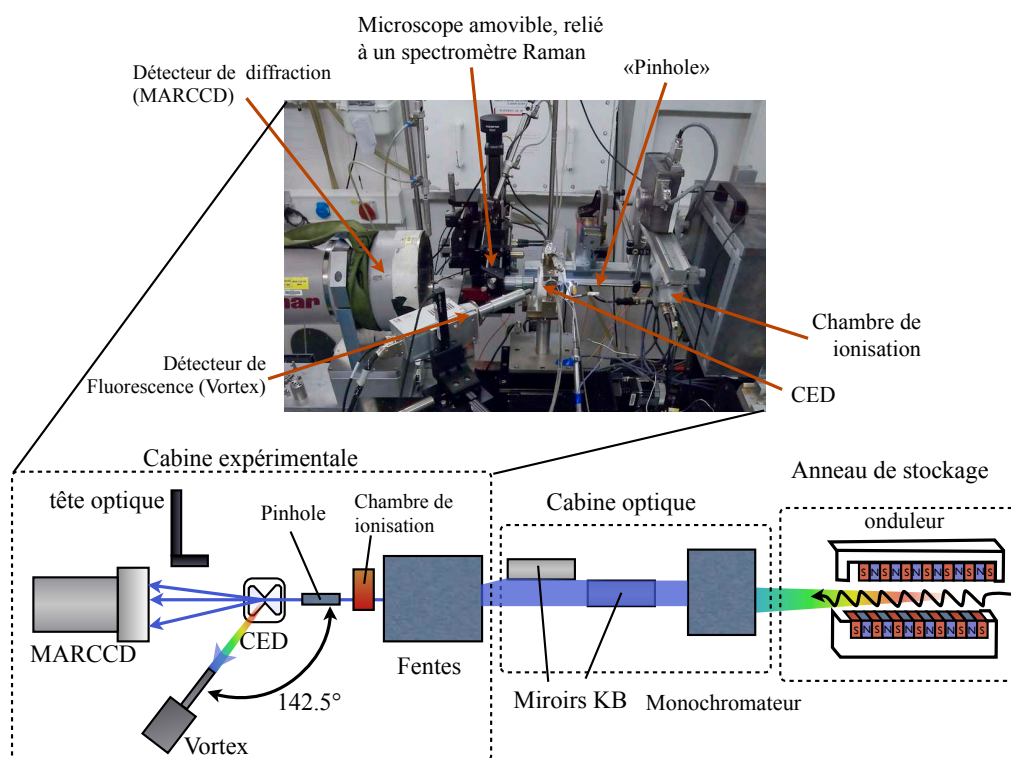 Microscope amovible, relié
à un spectromètre Raman
Détecteur de diffraction
(MARCCD)
«Pinhole»
mar
Chambre de
ionisation
Détecteur de
Fluorescence (Vortex)
CED
Cabine expérimentale
tête optique
Pinhole
Chambre de
ionisation
MARCCD
CED
142.5°
Vortex
Fentes
Cabine optique
Miroirs KB
Monochromateur
Anneau de stockage
onduleur
S N S N S N S N S N S
S N S N S N S N S N S